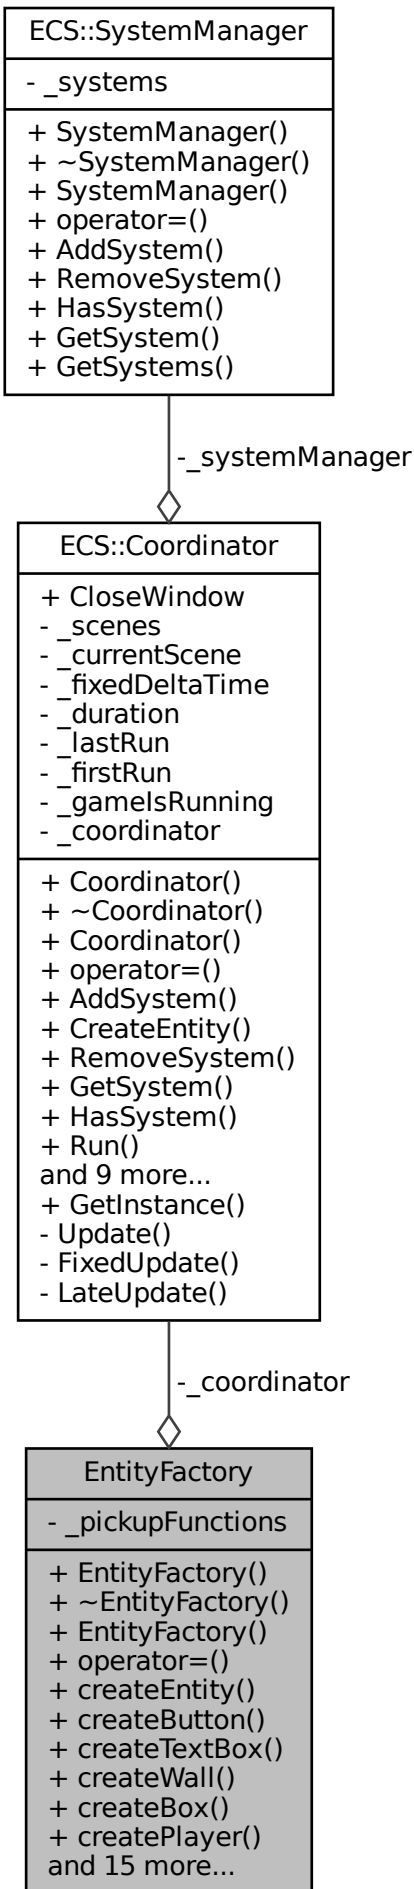 ECS::SystemManager
- _systems
+ SystemManager()
+ ~SystemManager()
+ SystemManager()
+ operator=()
+ AddSystem()
+ RemoveSystem()
+ HasSystem()
+ GetSystem()
+ GetSystems()
-_systemManager
ECS::Coordinator
+ CloseWindow
- _scenes
- _currentScene
- _fixedDeltaTime
- _duration
- _lastRun
- _firstRun
- _gameIsRunning
- _coordinator
+ Coordinator()
+ ~Coordinator()
+ Coordinator()
+ operator=()
+ AddSystem()
+ CreateEntity()
+ RemoveSystem()
+ GetSystem()
+ HasSystem()
+ Run()
and 9 more...
+ GetInstance()
- Update()
- FixedUpdate()
- LateUpdate()
-_coordinator
EntityFactory
- _pickupFunctions
+ EntityFactory()
+ ~EntityFactory()
+ EntityFactory()
+ operator=()
+ createEntity()
+ createButton()
+ createTextBox()
+ createWall()
+ createBox()
+ createPlayer()
and 15 more...